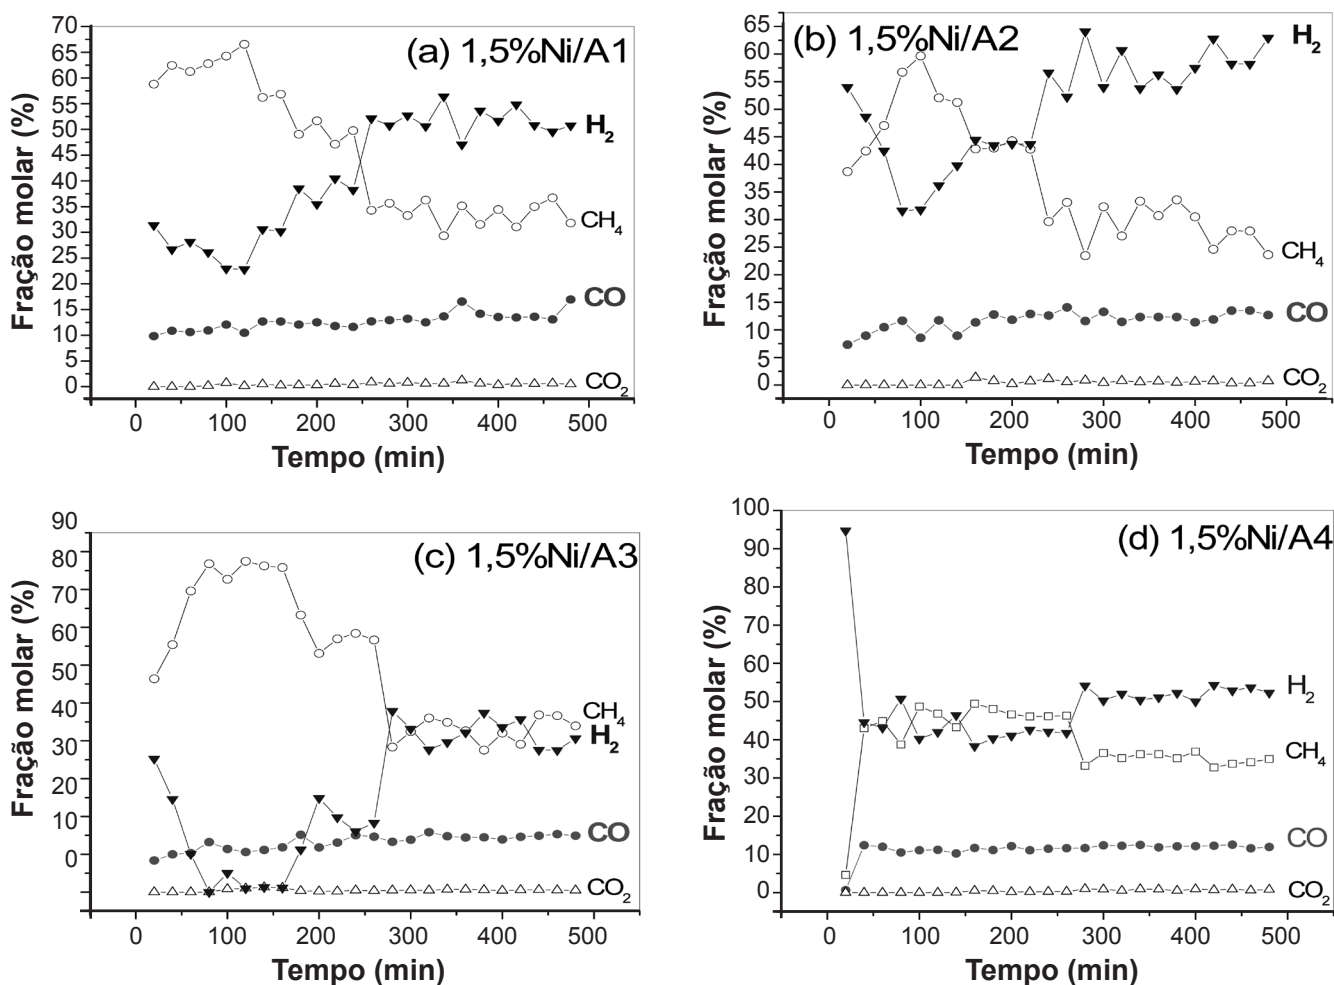 (a) 1,5%Ni/A1
Fração molar (%)
70
65
60
55
50
45
40
35
30
25
20
15
10
5
0
H2
CH4
CO
CO2
0 100 200 300 400 500
Tempo (min)
(b) 1,5%Ni/A2
Fração molar (%)
65
60
55
50
45
40
35
30
25
20
15
10
5
0
H2
CH4
CO
CO2
0 100 200 300 400 500
Tempo (min)
(c) 1,5%Ni/A3
Fração molar (%)
90
80
70
60
50
40
30
20
10
0
CH4
H2
CO
CO2
0 100 200 300 400 500
Tempo (min)
(d) 1,5%Ni/A4
Fração molar (%)
100
90
80
70
60
50
40
30
20
10
0
H2
CH4
CO
CO2
0 100 200 300 400 500
Tempo (min)